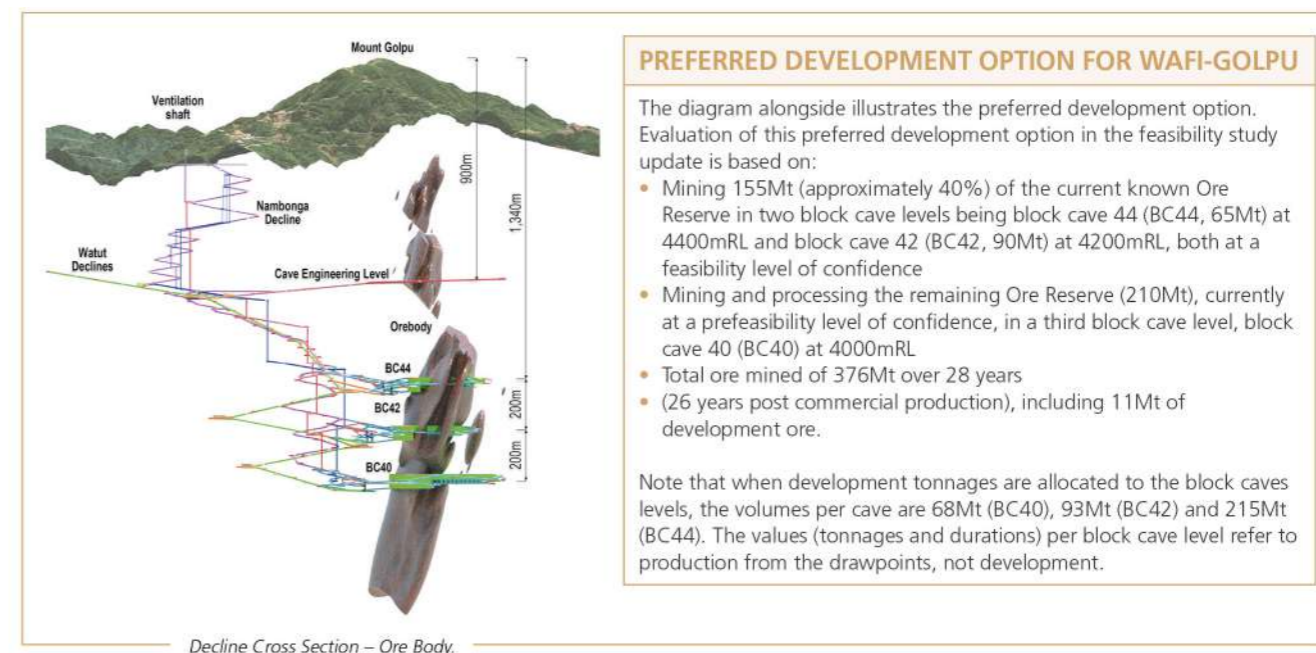 Mount Golpu
Ventilation
shaft
900m
1,340m
Nambonga
Decline
Watut
Declines
Cave Engineering Level
Orebody
BC44
BC42
200m
BC40
200m
Decline Cross Section – Ore Body.
PREFERRED DEVELOPMENT OPTION FOR WAFI-GOLPU
The diagram alongside illustrates the preferred development option.
Evaluation of this preferred development option in the feasibility study
update is based on:
• Mining 155Mt (approximately 40%) of the current known Ore
Reserve in two block cave levels being block cave 44 (BC44, 65Mt) at
4400mRL and block cave 42 (BC42, 90Mt) at 4200mRL, both at a
feasibility level of confidence
• Mining and processing the remaining Ore Reserve (210Mt), currently
at a prefeasibility level of confidence, in a third block cave level, block
cave 40 (BC40) at 4000mRL
• Total ore mined of 376Mt over 28 years
• (26 years post commercial production), including 11Mt of
development ore.
Note that when development tonnages are allocated to the block caves
levels, the volumes per cave are 68Mt (BC40), 93Mt (BC42) and 215Mt
(BC44). The values (tonnages and durations) per block cave level refer to
production from the drawpoints, not development.